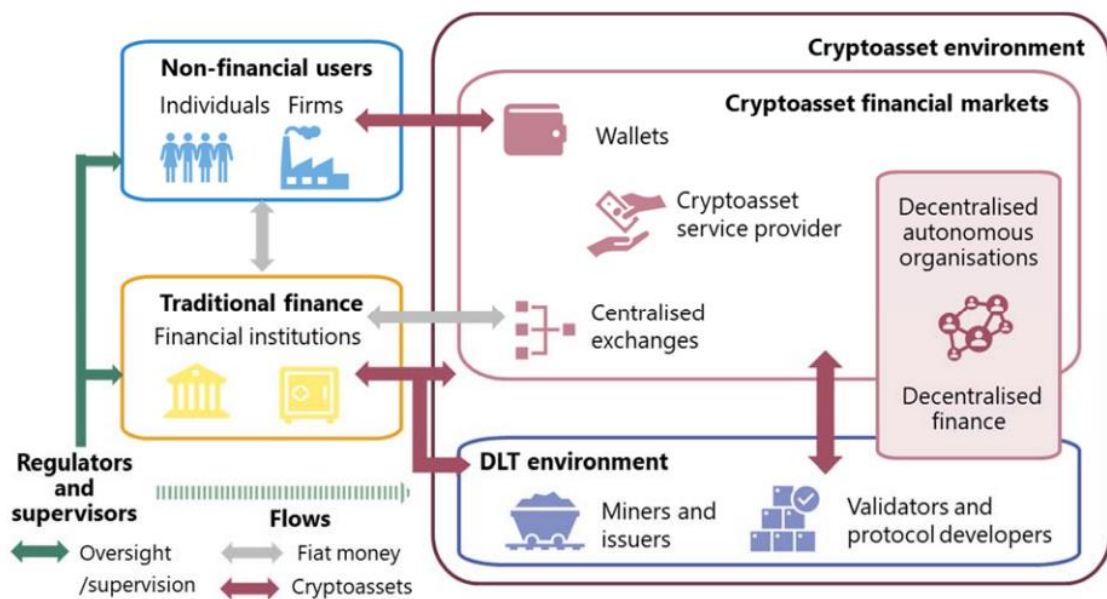 Cryptoasset environment
Non-financial users
Individuals Firms
Cryptoasset financial markets
Wallets
Cryptoasset
service provider
Decentralised
autonomous
organisations
Traditional finance
Financial institutions
Centralised
exchanges
Decentralised
finance
Regulators
and
supervisors
DLT environment
Miners and
issuers
Validators and
protocol developers
Flows
Oversight
/supervision
Fiat money
Cryptoassets